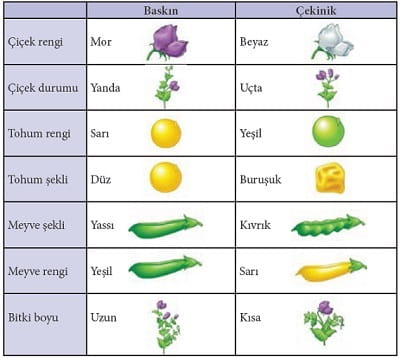 Baskın Çekinik
Çiçek rengi Mor Beyaz
Çiçek durumu Yanda Uçta
Tohum rengi Sarı Yeşil
Tohum şekli Düz Buruşuk
Meyve şekli Yassı Kıvrık
Meyve rengi Yeşil Sarı
Bitki boyu Uzun Kısa